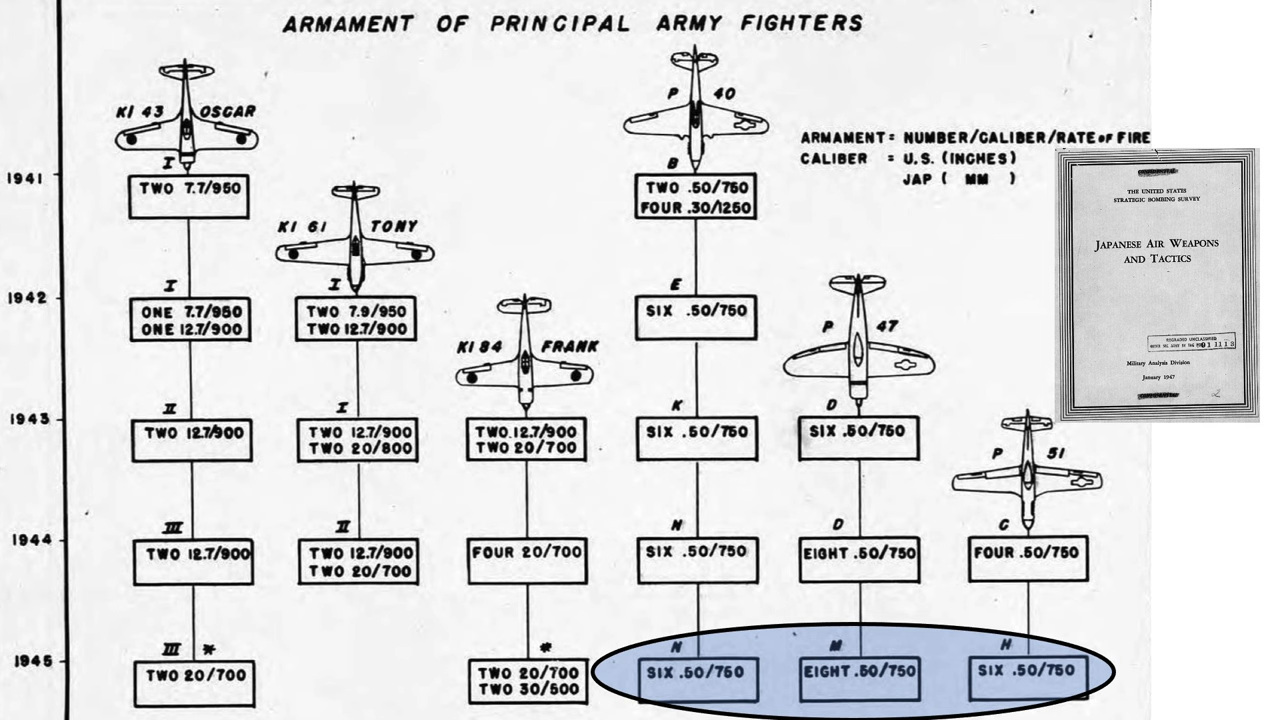 ARMAMENT OF PRINCIPAL ARMY FIGHTERS
KI 43 OSCAR
P 40
ARMAMENT = NUMBER/CALIBER/RATE OF FIRE
CALIBER = U.S. (INCHES)
JAP ( MM )
THE UNITED STATES
STRATEGIC BOMBING SURVEY
JAPANESE AIR WEAPONS
AND TACTICS
Military Analysis Division
January 1947
1941
I
TWO 7.7/950
B
TWO .50/750
FOUR .30/1250
KI 61 TONY
1942
I
ONE 7.7/950
ONE 12.7/900
I
TWO 7.9/950
TWO 12.7/900
E
SIX .50/750
KI 84 FRANK
P 47
1943
II
TWO 12.7/900
I
TWO 12.7/900
TWO 20/800
TWO 12.7/900
TWO 20/700
K
SIX .50/750
D
SIX .50/750
P 51
1944
III
TWO 12.7/900
II
TWO 12.7/900
TWO 20/700
FOUR 20/700
N
SIX .50/750
D
EIGHT .50/750
C
FOUR .50/750
1945
III *
TWO 20/700
*
TWO 20/700
TWO 30/500
N
SIX .50/750
M
EIGHT .50/750
H
SIX .50/750